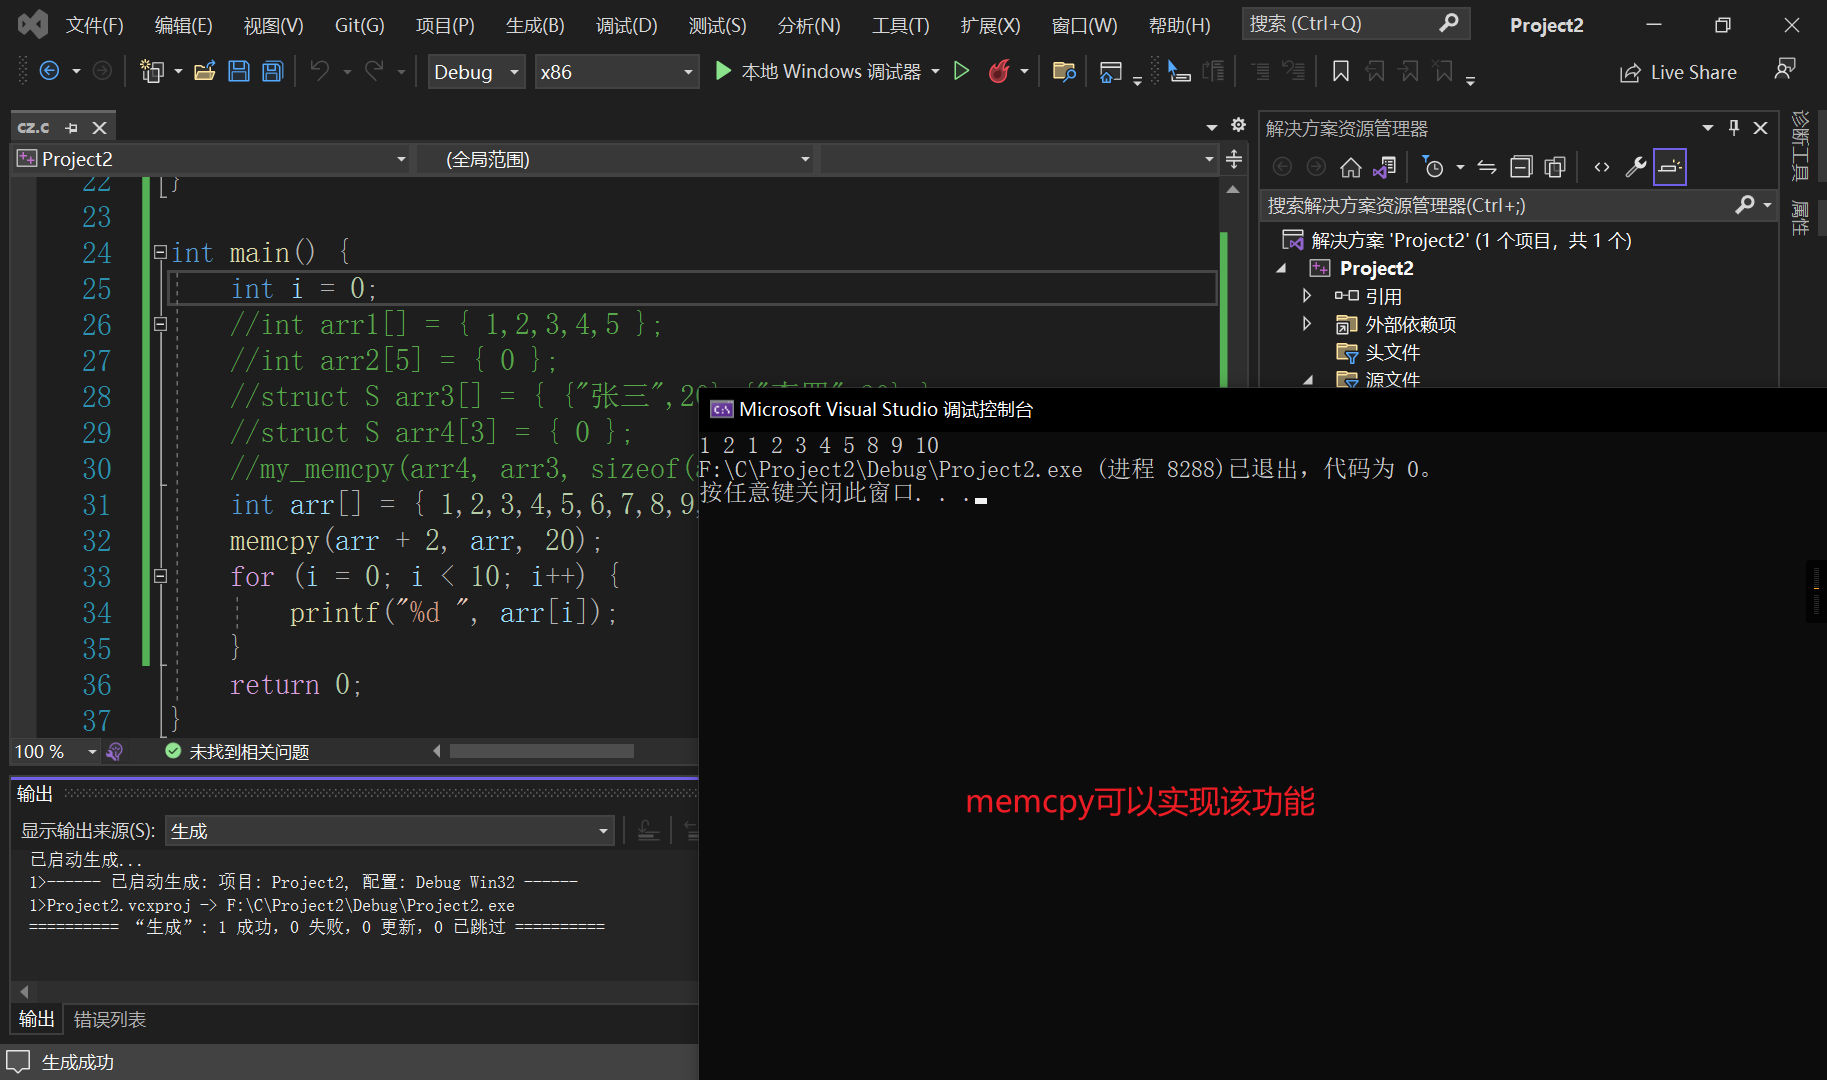 文件(F) 编辑(E) 视图(V) Git(G) 项目(P) 生成(B) 调试(D) 测试(S) 分析(N) 工具(T) 扩展(X) 窗口(W) 帮助(H) 搜索 (Ctrl+Q) Project2
Debug x86 本地 Windows 调试器 Live Share
cz.c
Project2 (全局范围)
22 }
23
24 int main() {
25 int i = 0;
26 //int arr1[] = { 1,2,3,4,5 };
27 //int arr2[5] = { 0 };
28 //struct S arr3[] = { {"张三",20
29 //struct S arr4[3] = { 0 };
30 //my_memcpy(arr4, arr3, sizeof(a
31 int arr[] = { 1,2,3,4,5,6,7,8,9,
32 memcpy(arr + 2, arr, 20);
33 for (i = 0; i < 10; i++) {
34 printf("%d ", arr[i]);
35 }
36 return 0;
37 }
100 % 未找到相关问题
解决方案资源管理器
搜索解决方案资源管理器(Ctrl+;)
解决方案 'Project2' (1 个项目，共 1 个)
Project2
引用
外部依赖项
头文件
源文件
诊断工具
属性
Microsoft Visual Studio 调试控制台
1 2 1 2 3 4 5 8 9 10
F:\C\Project2\Debug\Project2.exe (进程 8288)已退出，代码为 0。
按任意键关闭此窗口. . .
memcpy可以实现该功能
输出
显示输出来源(S): 生成
已启动生成...
1>------ 已启动生成: 项目: Project2, 配置: Debug Win32 ------
1>Project2.vcxproj -> F:\C\Project2\Debug\Project2.exe
========== “生成”: 1 成功，0 失败，0 更新，0 已跳过 ==========
输出 错误列表
生成成功